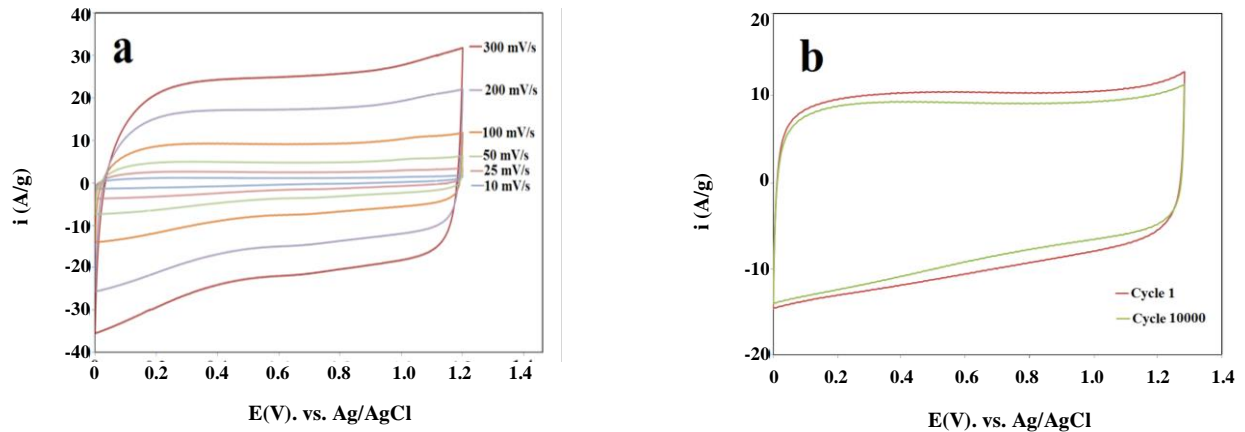 a
40
30
20
10
0
-10
-20
-30
-40
i (A/g)
300 mV/s
200 mV/s
100 mV/s
50 mV/s
25 mV/s
10 mV/s
0 0.2 0.4 0.6 0.8 1.0 1.2 1.4
E(V). vs. Ag/AgCl
b
20
10
0
-10
-20
i (A/g)
Cycle 1
Cycle 10000
0 0.2 0.4 0.6 0.8 1.0 1.2 1.4
E(V). vs. Ag/AgCl